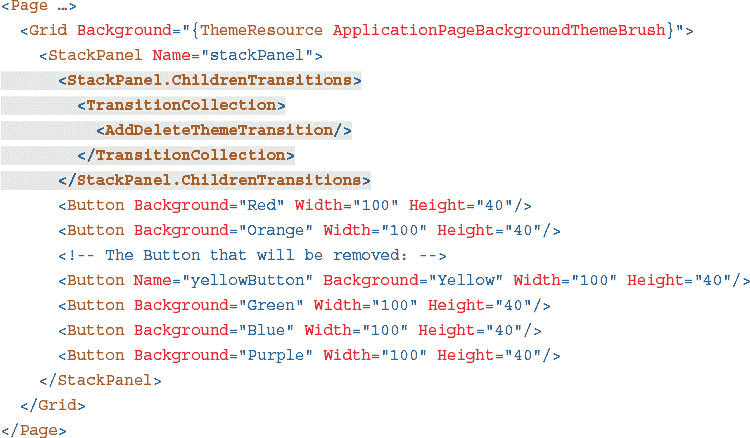 <Page …>
<Grid Background="{ThemeResource ApplicationPageBackgroundThemeBrush}">
<StackPanel Name="stackPanel">
<StackPanel.ChildrenTransitions>
<TransitionCollection>
<AddDeleteThemeTransition/>
</TransitionCollection>
</StackPanel.ChildrenTransitions>
<Button Background="Red" Width="100" Height="40"/>
<Button Background="Orange" Width="100" Height="40"/>
<!-- The Button that will be removed: -->
<Button Name="yellowButton" Background="Yellow" Width="100" Height="40"/>
<Button Background="Green" Width="100" Height="40"/>
<Button Background="Blue" Width="100" Height="40"/>
<Button Background="Purple" Width="100" Height="40"/>
</StackPanel>
</Grid>
</Page>